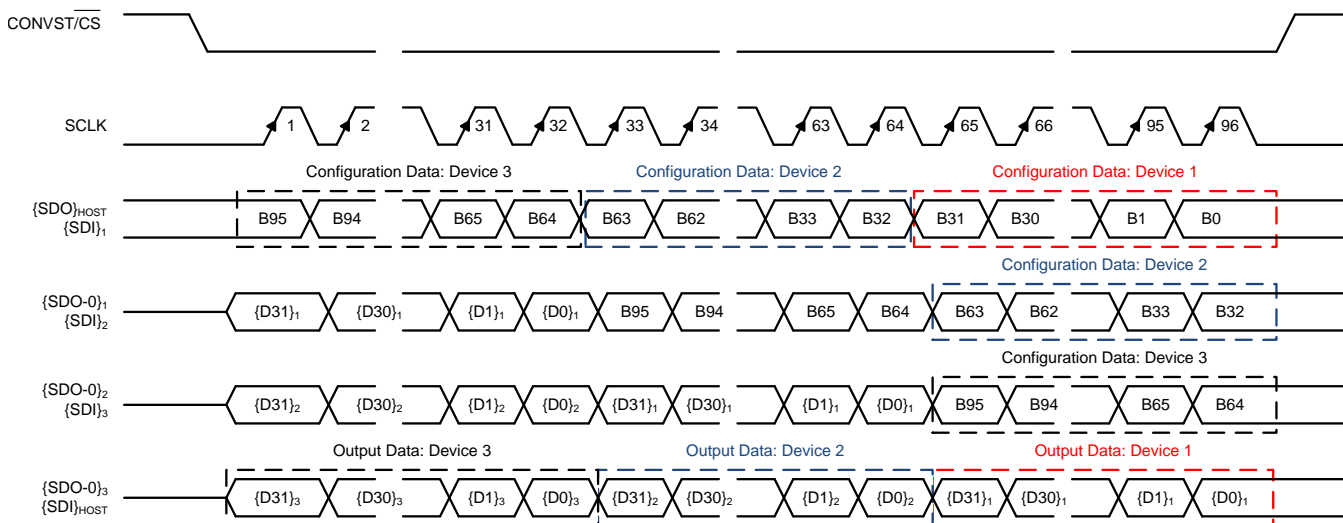 CONVST/CS
SCLK
1 2 31 32 33 34 63 64 65 66 95 96
Configuration Data: Device 3 Configuration Data: Device 2 Configuration Data: Device 1
{SDO}HOST
{SDI}1
B95 B94 B65 B64 B63 B62 B33 B32 B31 B30 B1 B0
Configuration Data: Device 2
{SDO-0}1
{SDI}2
{D31}1 {D30}1 {D1}1 {D0}1 B95 B94 B65 B64 B63 B62 B33 B32
Configuration Data: Device 3
{SDO-0}2
{SDI}3
{D31}2 {D30}2 {D1}2 {D0}2 {D31}1 {D30}1 {D1}1 {D0}1 B95 B94 B65 B64
Output Data: Device 3 Output Data: Device 2 Output Data: Device 1
{SDO-0}3
{SDI}HOST
{D31}3 {D30}3 {D1}3 {D0}3 {D31}2 {D30}2 {D1}2 {D0}2 {D31}1 {D30}1 {D1}1 {D0}1